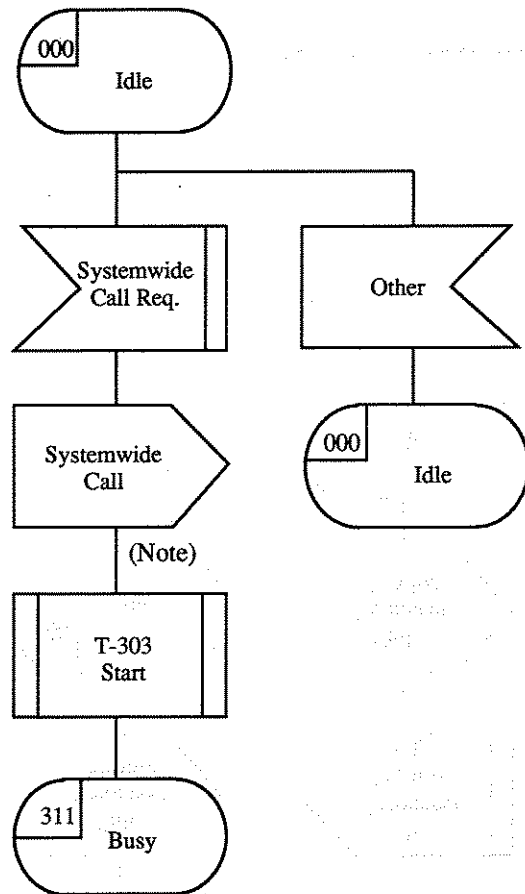 000
Idle
Systemwide
Call Req.
Other
Systemwide
Call
000
Idle
(Note)
T-303
Start
311
Busy